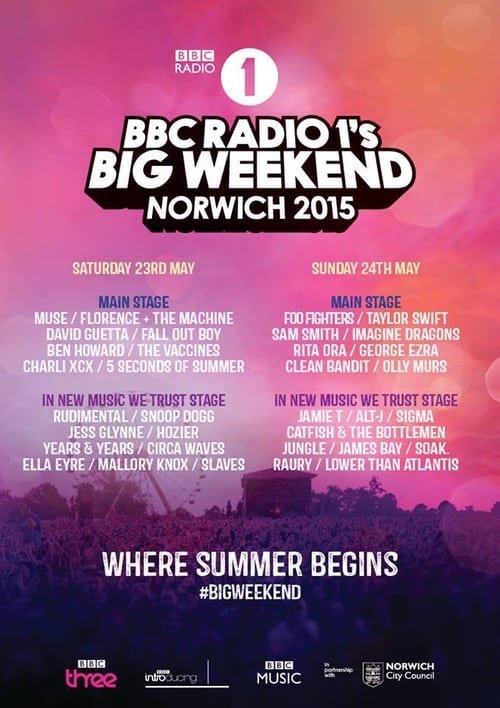 BBC
RADIO
1
BBC RADIO 1's
BIG WEEKEND
NORWICH 2015
SATURDAY 23RD MAY
MAIN STAGE
MUSE / FLORENCE + THE MACHINE
DAVID GUETTA / FALL OUT BOY
BEN HOWARD / THE VACCINES
CHARLI XCX / 5 SECONDS OF SUMMER
IN NEW MUSIC WE TRUST STAGE
RUDIMENTAL / SNOOP DOGG
JESS GLYNNE / HOZIER
YEARS & YEARS / CIRCA WAVES
ELLA EYRE / MALLORY KNOX / SLAVES
SUNDAY 24TH MAY
MAIN STAGE
FOO FIGHTERS / TAYLOR SWIFT
SAM SMITH / IMAGINE DRAGONS
RITA ORA / GEORGE EZRA
CLEAN BANDIT / OLLY MURS
IN NEW MUSIC WE TRUST STAGE
JAMIE T / ALT-J / SIGMA
CATFISH & THE BOTTLEMEN
JUNGLE / JAMES BAY / SOAK.
RAURY / LOWER THAN ATLANTIS
WHERE SUMMER BEGINS
#BIGWEEKEND
BBC
three
BBC
introducing
BBC
MUSIC
In
partnership
with
NORWICH
City Council